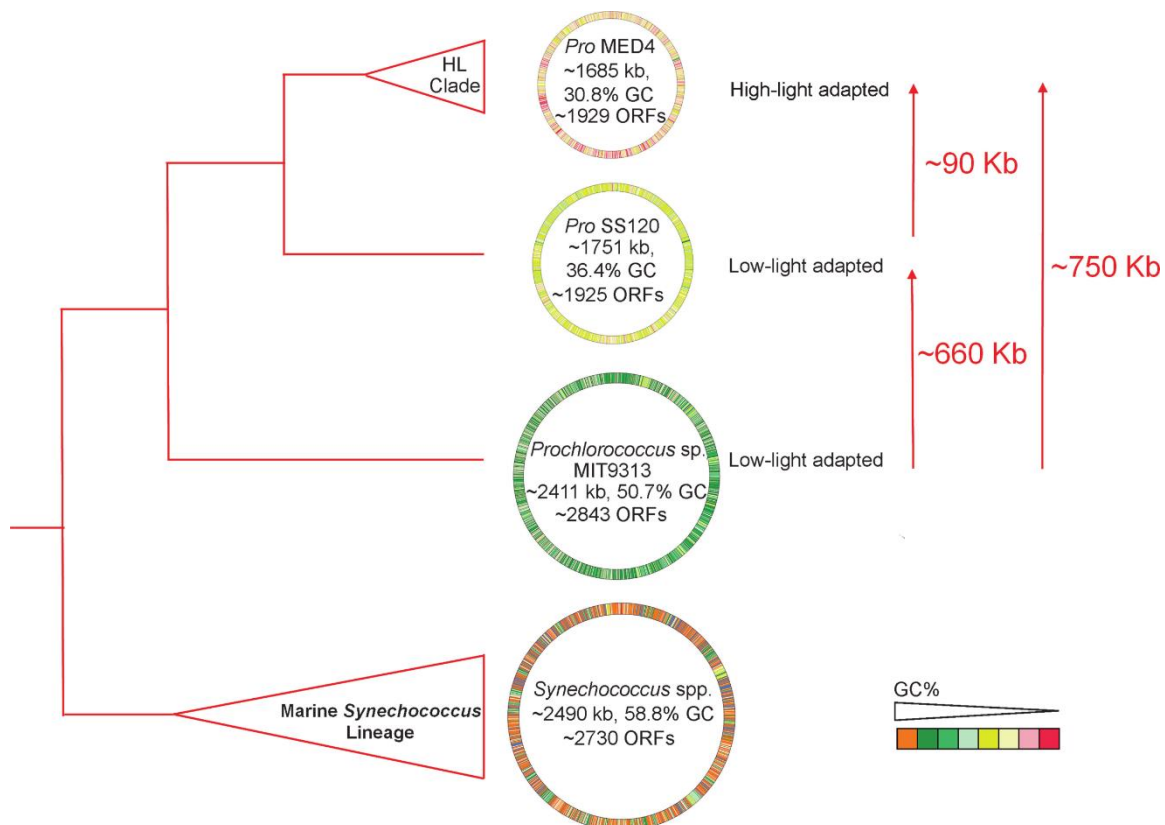 HL
Clade
Pro MED4
~1685 kb,
30.8% GC
~1929 ORFs
High-light adapted
~90 Kb
Pro SS120
~1751 kb,
36.4% GC
~1925 ORFs
Low-light adapted
~750 Kb
~660 Kb
Prochlorococcus sp.
MIT9313
~2411 kb, 50.7% GC
~2843 ORFs
Low-light adapted
Marine Synechococcus
Lineage
Synechococcus spp.
~2490 kb, 58.8% GC
~2730 ORFs
GC%